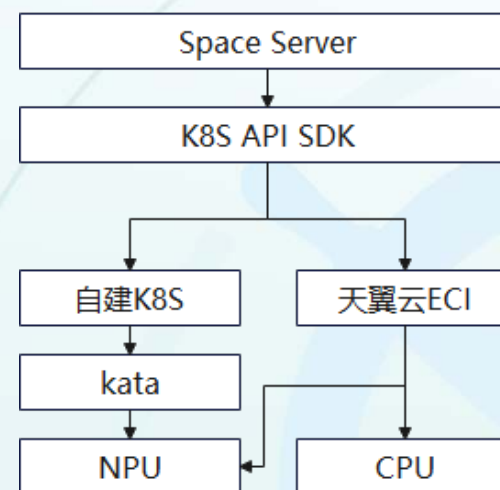 Space Server
K8S API SDK
自建K8S
天翼云ECI
kata
NPU
CPU